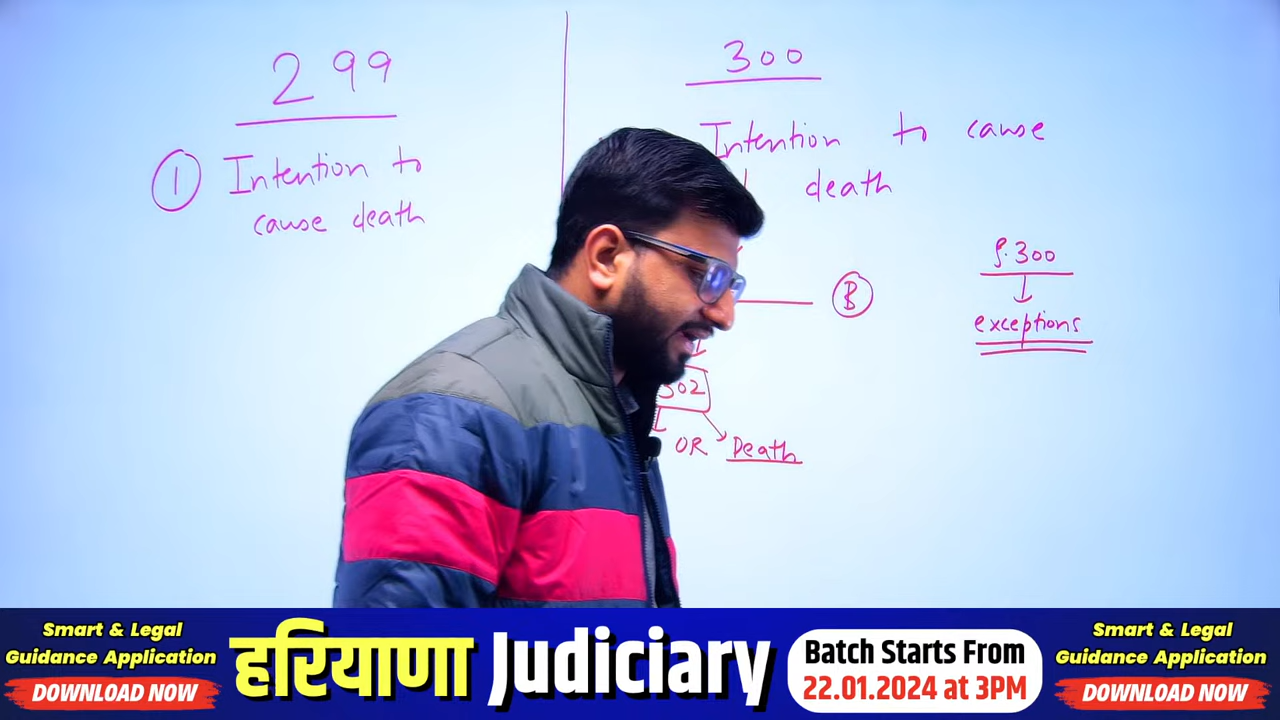 299
① Intention to
cause death
300
Intention to cause
death
B
302
OR Death
S.300
exceptions
Smart & Legal
Guidance Application
DOWNLOAD NOW
हरियाणा Judiciary
Batch Starts From
22.01.2024 at 3PM
Smart & Legal
Guidance Application
DOWNLOAD NOW